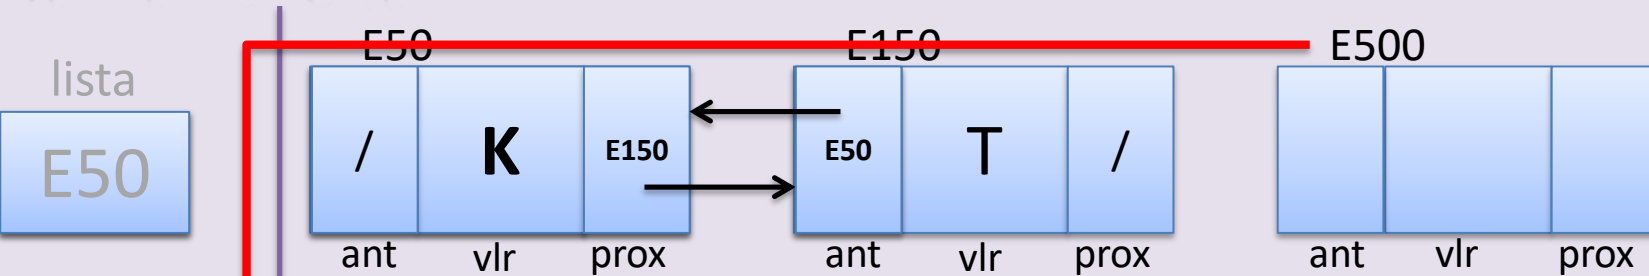 E50 E150 E500
lista
E50
/ K E150 E50 T /
ant vlr prox ant vlr prox ant vlr prox